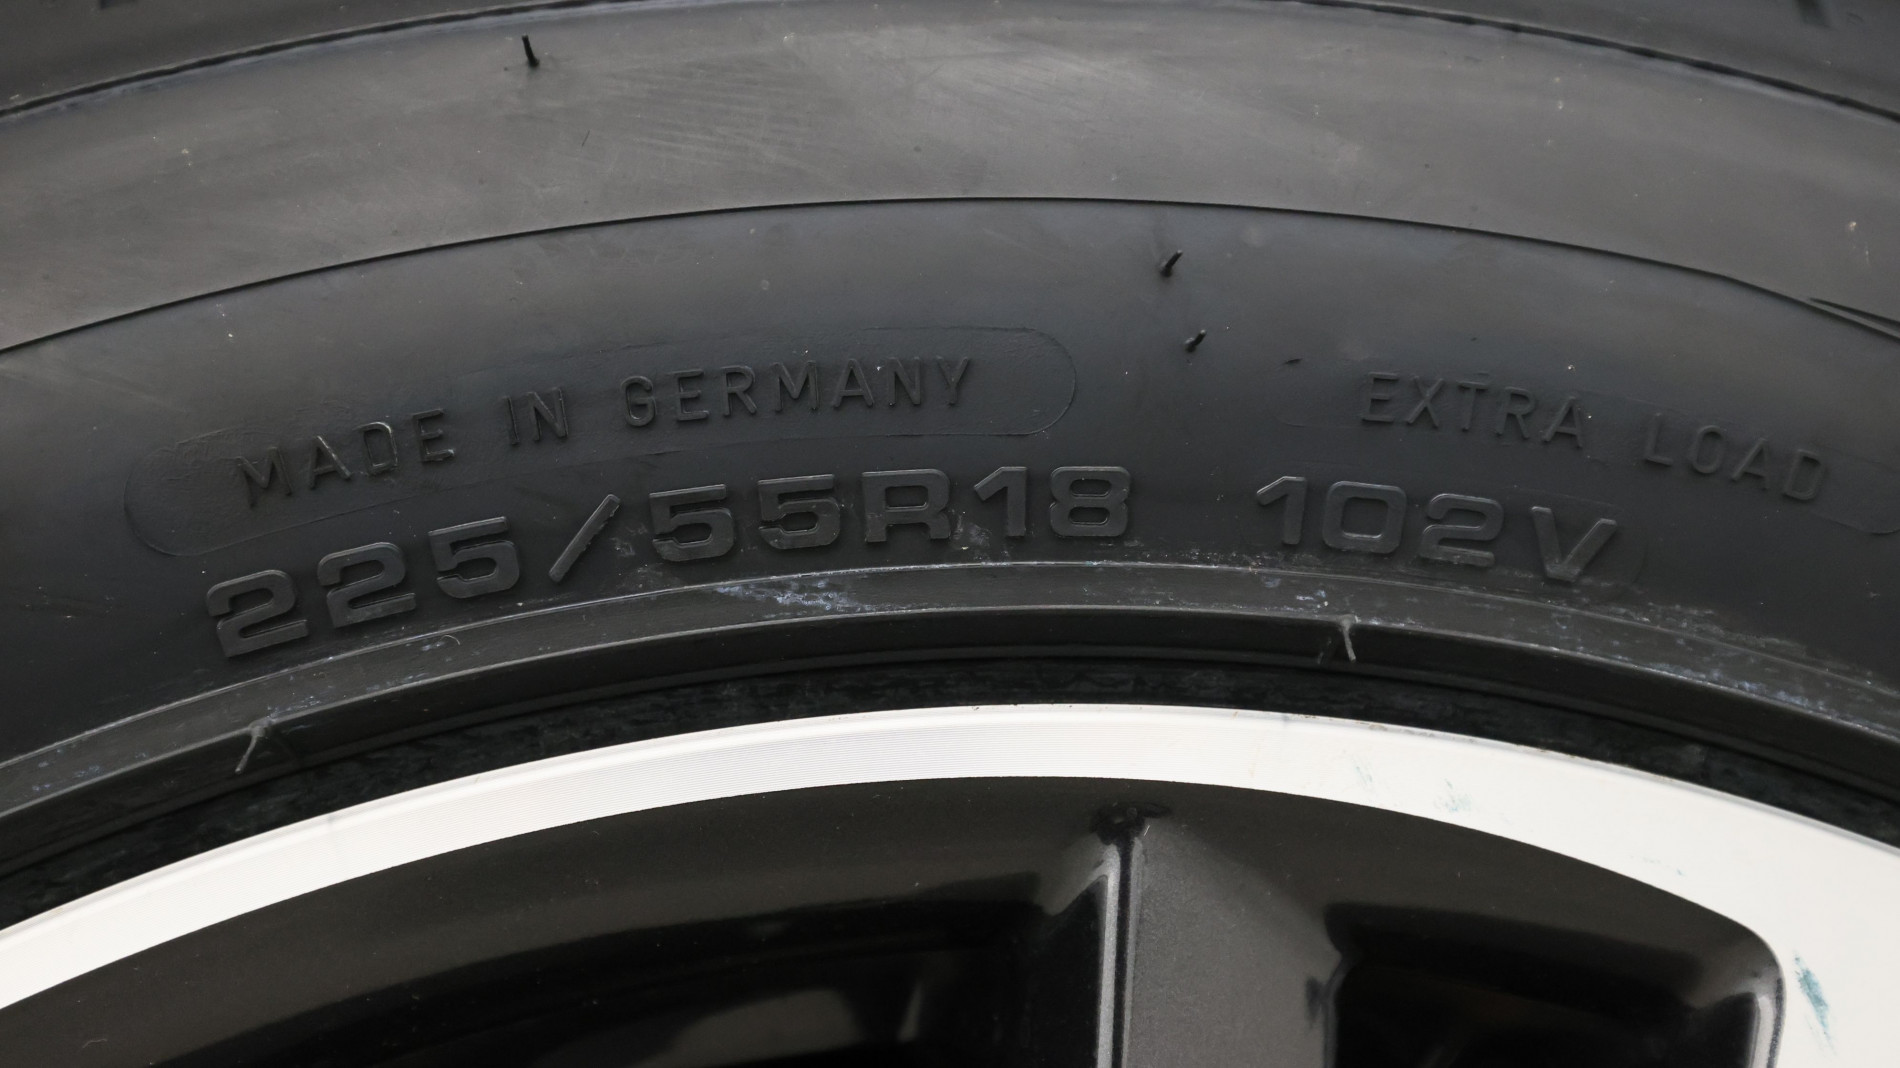 MADE IN GERMANY
EXTRA LOAD
225/55R18 102V